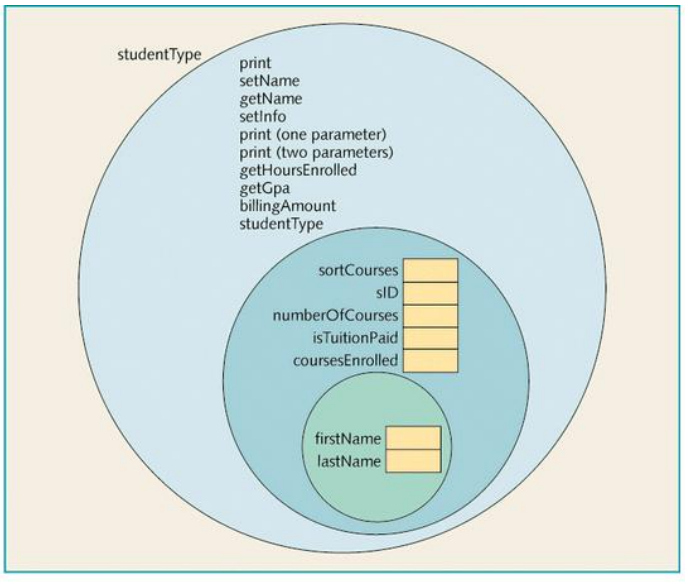 studentType
print
setName
getName
setInfo
print (one parameter)
print (two parameters)
getHoursEnrolled
getGpa
billingAmount
studentType
sortCourses
sID
numberOfCourses
isTuitionPaid
coursesEnrolled
firstName
lastName